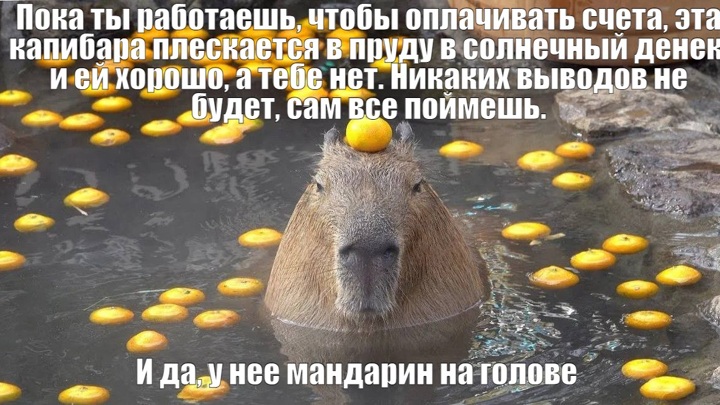 Пока ты работаешь, чтобы оплачивать счета, эта
капибара плескается в пруду в солнечный денек
и ей хорошо, а тебе нет. Никаких выводов не
будет, сам все поймешь.
И да, у нее мандарин на голове